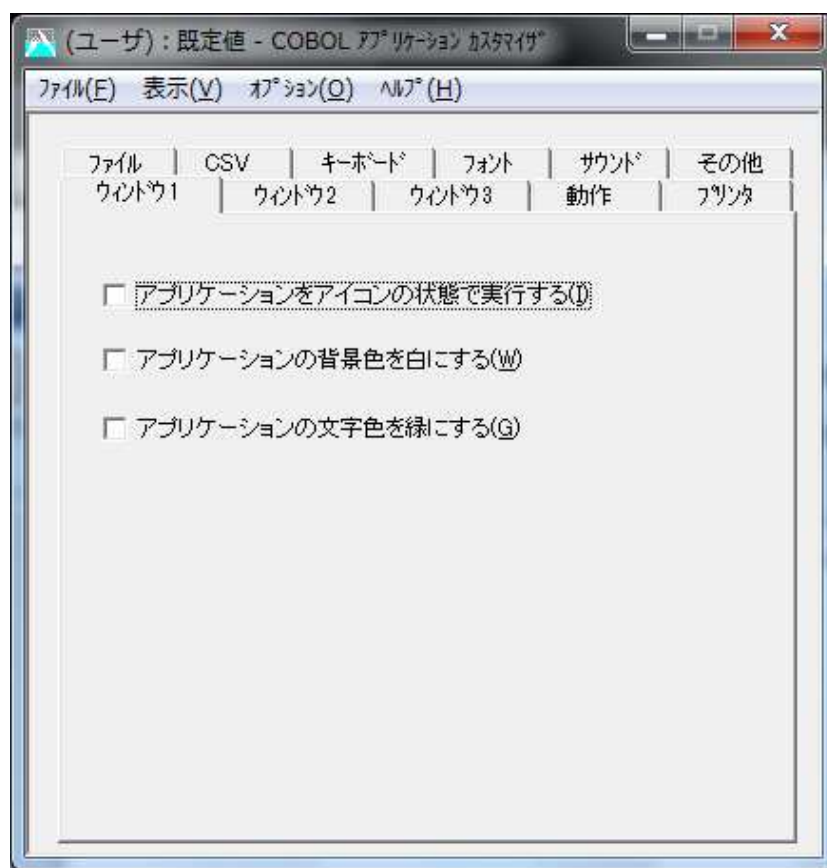 (ユーザ) : 既定値 - COBOL ｱﾌﾟﾘｹｰｼｮﾝ ｶｽﾀﾏｲｻﾞ
ﾌｧｲﾙ(F) 表示(V) ｵﾌﾟｼｮﾝ(O) ﾍﾙﾌﾟ(H)
ﾌｧｲﾙ CSV ｷｰﾎﾞｰﾄﾞ ﾌｫﾝﾄ ｻｳﾝﾄﾞ その他
ｳｨﾝﾄﾞｳ1 ｳｨﾝﾄﾞｳ2 ｳｨﾝﾄﾞｳ3 動作 ﾌﾟﾘﾝﾀ
アプリケーションをアイコンの状態で実行する(I)
アプリケーションの背景色を白にする(W)
アプリケーションの文字色を緑にする(G)